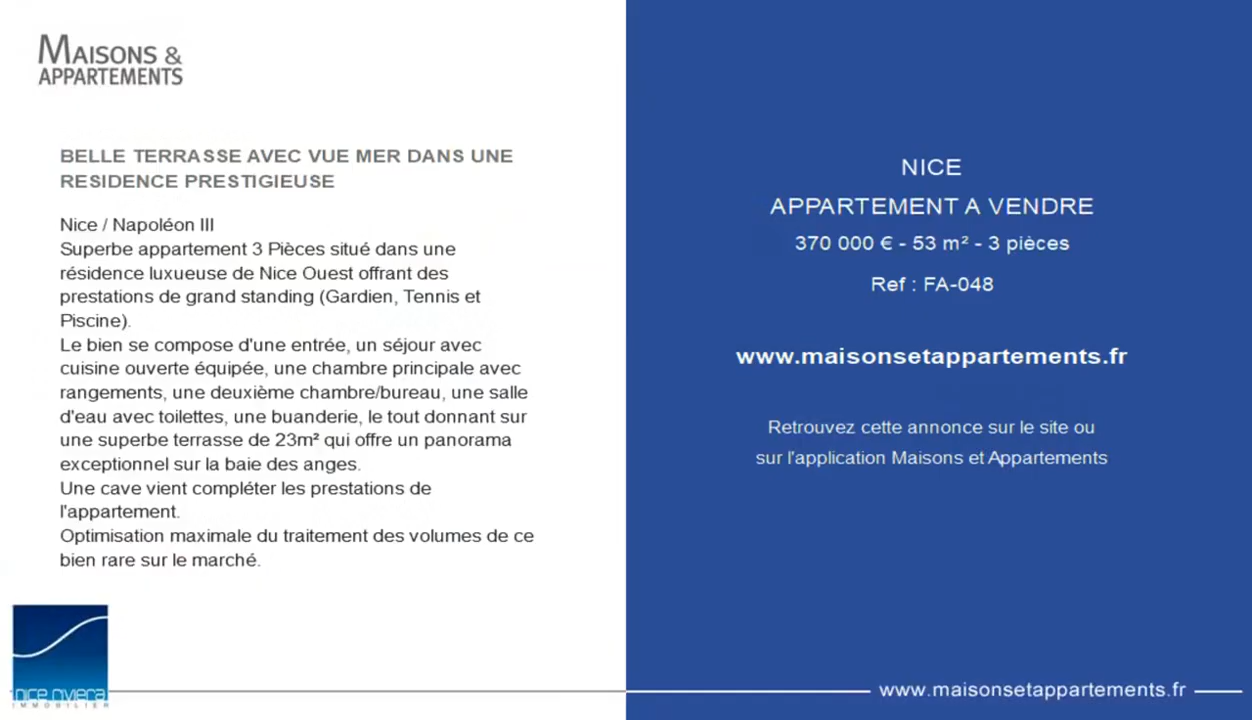 MAISONS &
APPARTEMENTS
BELLE TERRASSE AVEC VUE MER DANS UNE
RESIDENCE PRESTIGIEUSE
Nice / Napoléon III
Superbe appartement 3 Pièces situé dans une
résidence luxueuse de Nice Ouest offrant des
prestations de grand standing (Gardien, Tennis et
Piscine).
Le bien se compose d'une entrée, un séjour avec
cuisine ouverte équipée, une chambre principale avec
rangements, une deuxième chambre/bureau, une salle
d'eau avec toilettes, une buanderie, le tout donnant sur
une superbe terrasse de 23m² qui offre un panorama
exceptionnel sur la baie des anges.
Une cave vient compléter les prestations de
l'appartement.
Optimisation maximale du traitement des volumes de ce
bien rare sur le marché.
nice riviera
IMMOBILIER
NICE
APPARTEMENT A VENDRE
370 000 € - 53 m² - 3 pièces
Ref : FA-048
www.maisonsetappartements.fr
Retrouvez cette annonce sur le site ou
sur l'application Maisons et Appartements
www.maisonsetappartements.fr